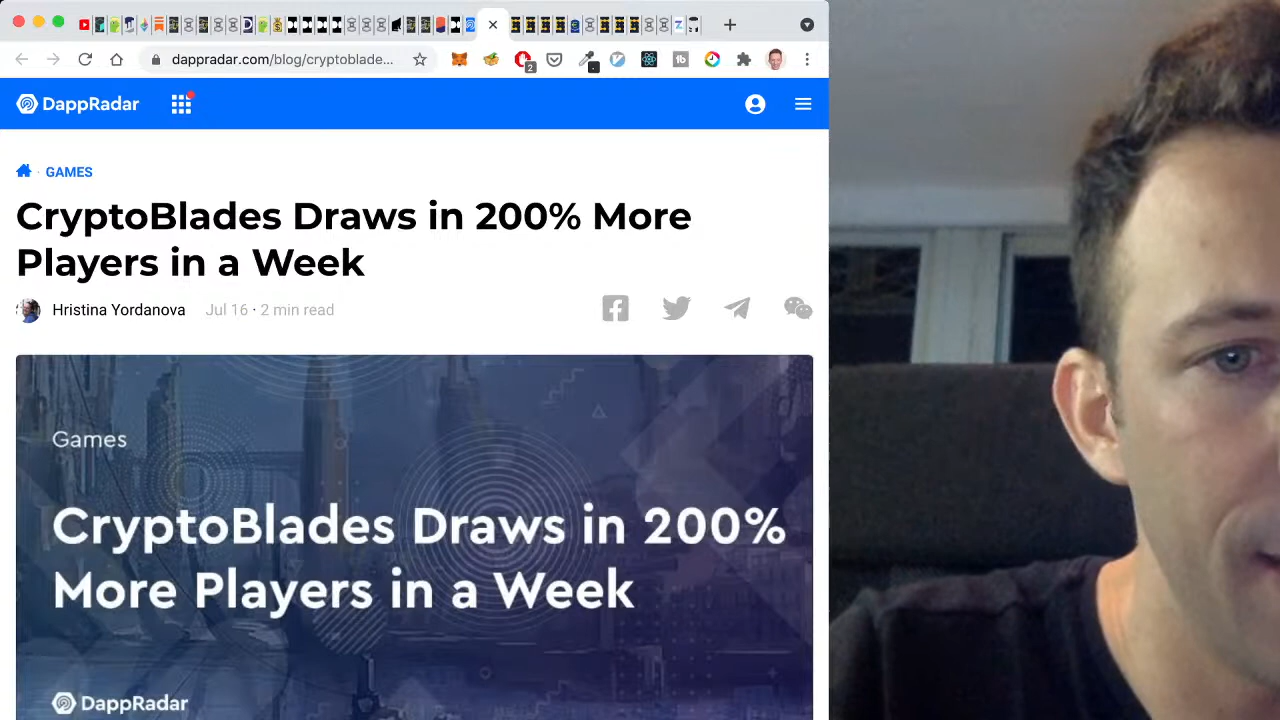 dappradar.com/blog/cryptoblade...
2
DappRadar
· GAMES
CryptoBlades Draws in 200% More
Players in a Week
Hristina Yordanova Jul 16 · 2 min read
Games
CryptoBlades Draws in 200%
More Players in a Week
DappRadar